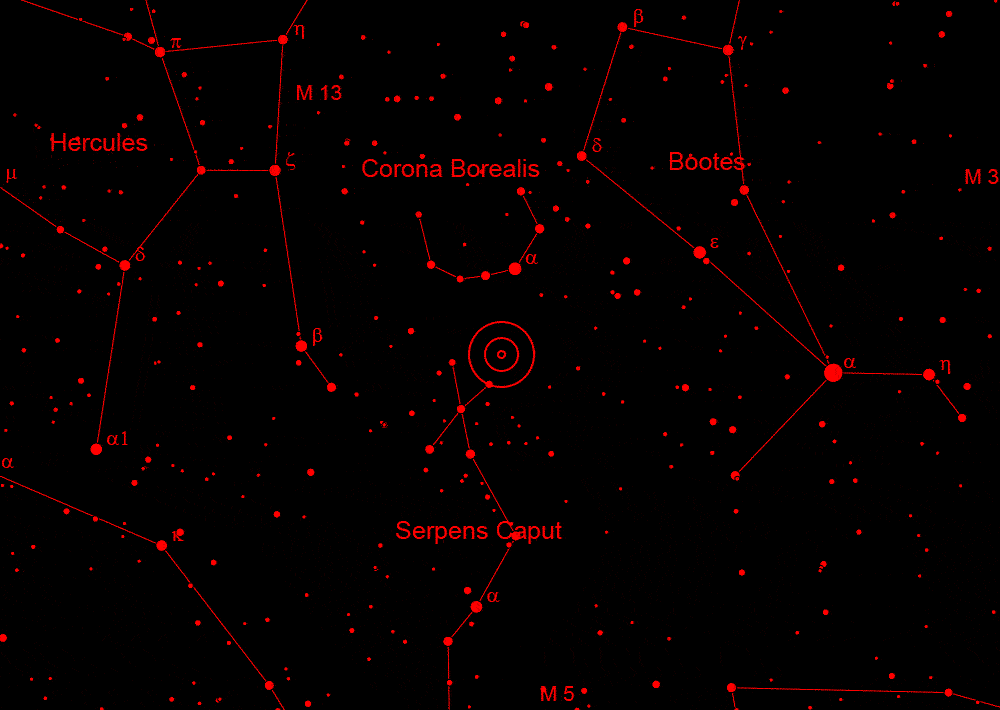 β
π
η
γ
M 13
Hercules
δ
ζ
Corona Borealis
Bootes
μ
M 3
ε
δ
α
β
α
η
α1
α
Serpens Caput
κ
α
M 5